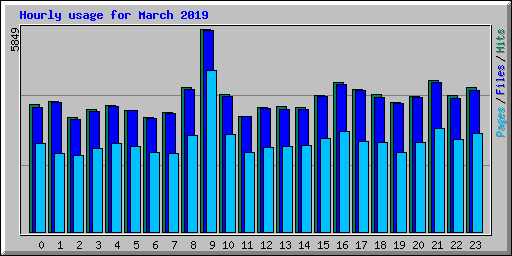 Hourly usage for March 2019
5849
Pages/Files/Hits
0 1 2 3 4 5 6 7 8 9 10 11 12 13 14 15 16 17 18 19 20 21 22 23